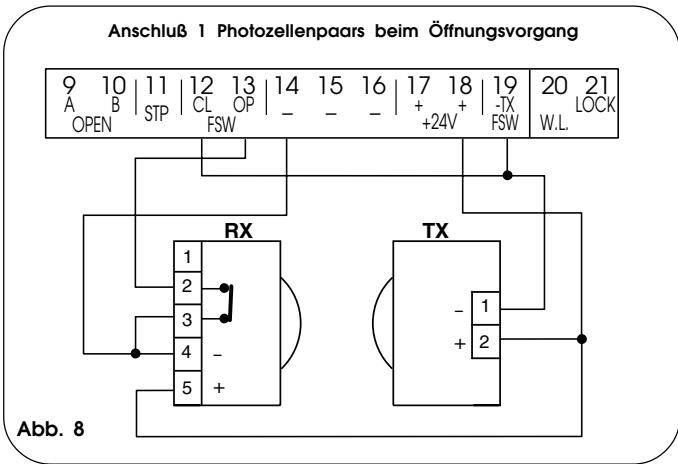 Anschluß 1 Photozellenpaars beim Öffnungsvorgang
9 10 11 12 13 14 15 16 17 18 19 20 21
A B STP CL OP _ _ _ + + -TX LOCK
OPEN FSW +24V FSW W.L.
RX TX
1
2
3
4 –
5 +
– 1
+ 2
Abb. 8